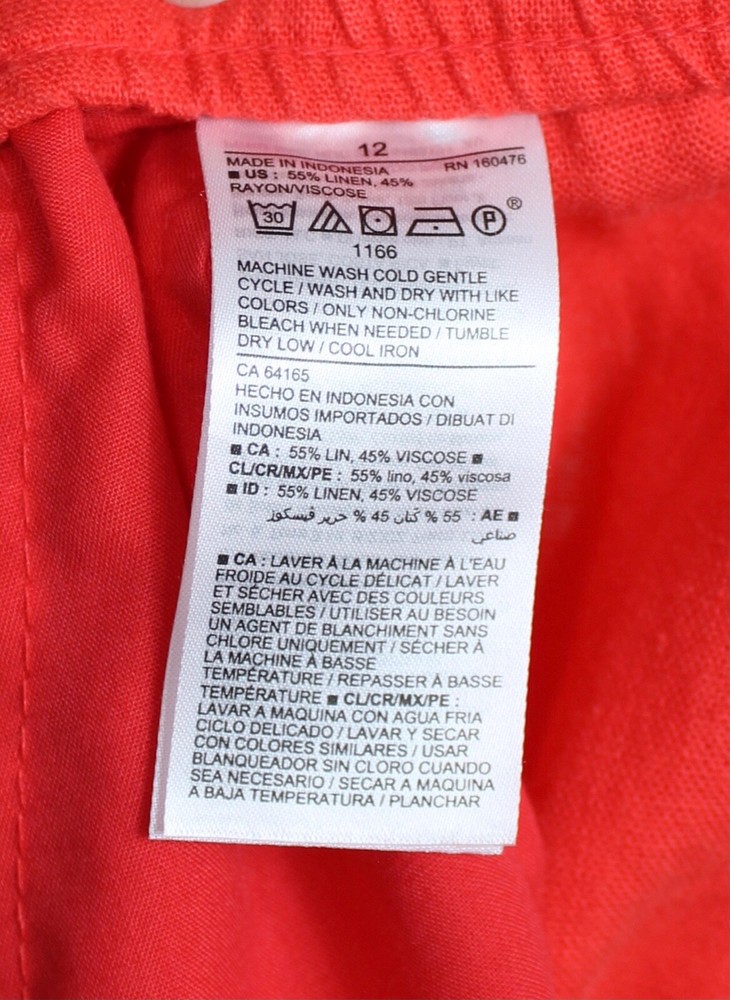 12
MADE IN INDONESIA RN 160476
■ US : 55% LINEN, 45%
RAYON/VISCOSE
30 P ®
1166
MACHINE WASH COLD GENTLE
CYCLE / WASH AND DRY WITH LIKE
COLORS / ONLY NON-CHLORINE
BLEACH WHEN NEEDED / TUMBLE
DRY LOW / COOL IRON
CA 64165
HECHO EN INDONESIA CON
INSUMOS IMPORTADOS / DIBUAT DI
INDONESIA
■ CA : 55% LIN, 45% VISCOSE ■
CL/CR/MX/PE : 55% lino, 45% viscosa
■ ID : 55% LINEN, 45% VISCOSE
■ AE : 55 % كتان 45 % حرير ڤيسكوز
صناعي
■ CA : LAVER À LA MACHINE À L'EAU
FROIDE AU CYCLE DÉLICAT / LAVER
ET SÉCHER AVEC DES COULEURS
SEMBLABLES / UTILISER AU BESOIN
UN AGENT DE BLANCHIMENT SANS
CHLORE UNIQUEMENT / SÉCHER À
LA MACHINE À BASSE
TEMPÉRATURE / REPASSER À BASSE
TEMPÉRATURE ■ CL/CR/MX/PE :
LAVAR A MAQUINA CON AGUA FRIA
CICLO DELICADO / LAVAR Y SECAR
CON COLORES SIMILARES / USAR
BLANQUEADOR SIN CLORO CUANDO
SEA NECESARIO / SECAR A MAQUINA
A BAJA TEMPERATURA / PLANCHAR